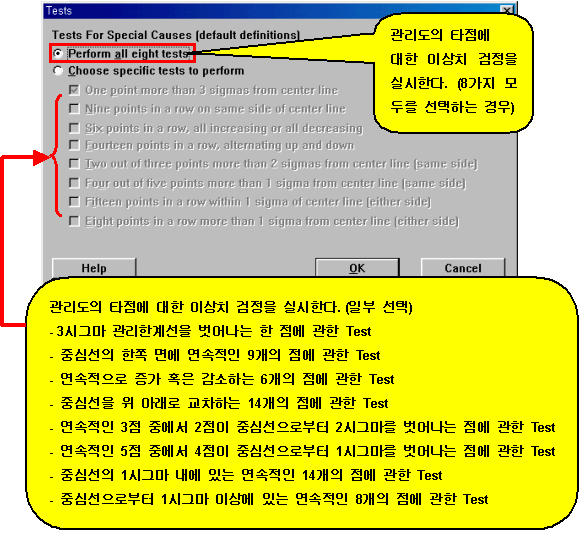 Tests
Tests For Special Causes (default definitions)
Perform all eight tests
Choose specific tests to perform
One point more than 3 sigmas from center line
Nine points in a row on same side of center line
Six points in a row, all increasing or all decreasing
Fourteen points in a row, alternating up and down
Two out of three points more than 2 sigmas from center line (same side)
Four out of five points more than 1 sigma from center line (same side)
Fifteen points in a row within 1 sigma of center line (either side)
Eight points in a row more than 1 sigma from center line (either side)
Help
OK
Cancel
관리도의 타점에
대한 이상치 검정을
실시한다. (8가지 모
두를 선택하는 경우)
관리도의 타점에 대한 이상치 검정을 실시한다. (일부 선택)
- 3시그마 관리한계선을 벗어나는 한 점에 관한 Test
- 중심선의 한쪽 면에 연속적인 9개의 점에 관한 Test
- 연속적으로 증가 혹은 감소하는 6개의 점에 관한 Test
- 중심선을 위 아래로 교차하는 14개의 점에 관한 Test
- 연속적인 3점 중에서 2점이 중심선으로부터 2시그마를 벗어나는 점에 관한 Test
- 연속적인 5점 중에서 4점이 중심선으로부터 1시그마를 벗어나는 점에 관한 Test
- 중심선의 1시그마 내에 있는 연속적인 14개의 점에 관한 Test
- 중심선으로부터 1시그마 이상에 있는 연속적인 8개의 점에 관한 Test